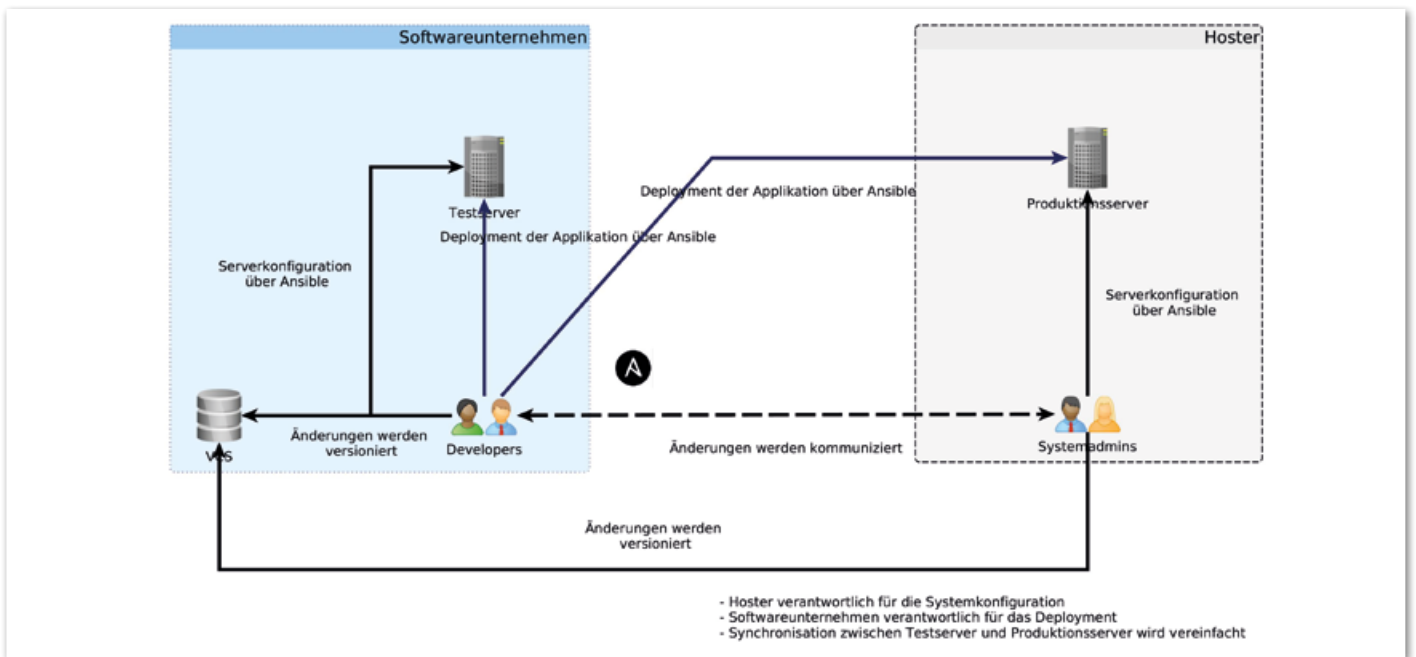 Softwareunternehmen
Hoster
Testserver
Deployment der Applikation über Ansible
Deployment der Applikation über Ansible
Produktionsserver
Serverkonfiguration
über Ansible
Serverkonfiguration
über Ansible
VCS
Änderungen werden
versioniert
Developers
Änderungen werden kommuniziert
Systemadmins
Änderungen werden
versioniert
- Hoster verantwortlich für die Systemkonfiguration
- Softwareunternehmen verantwortlich für das Deployment
- Synchronisation zwischen Testserver und Produktionsserver wird vereinfacht